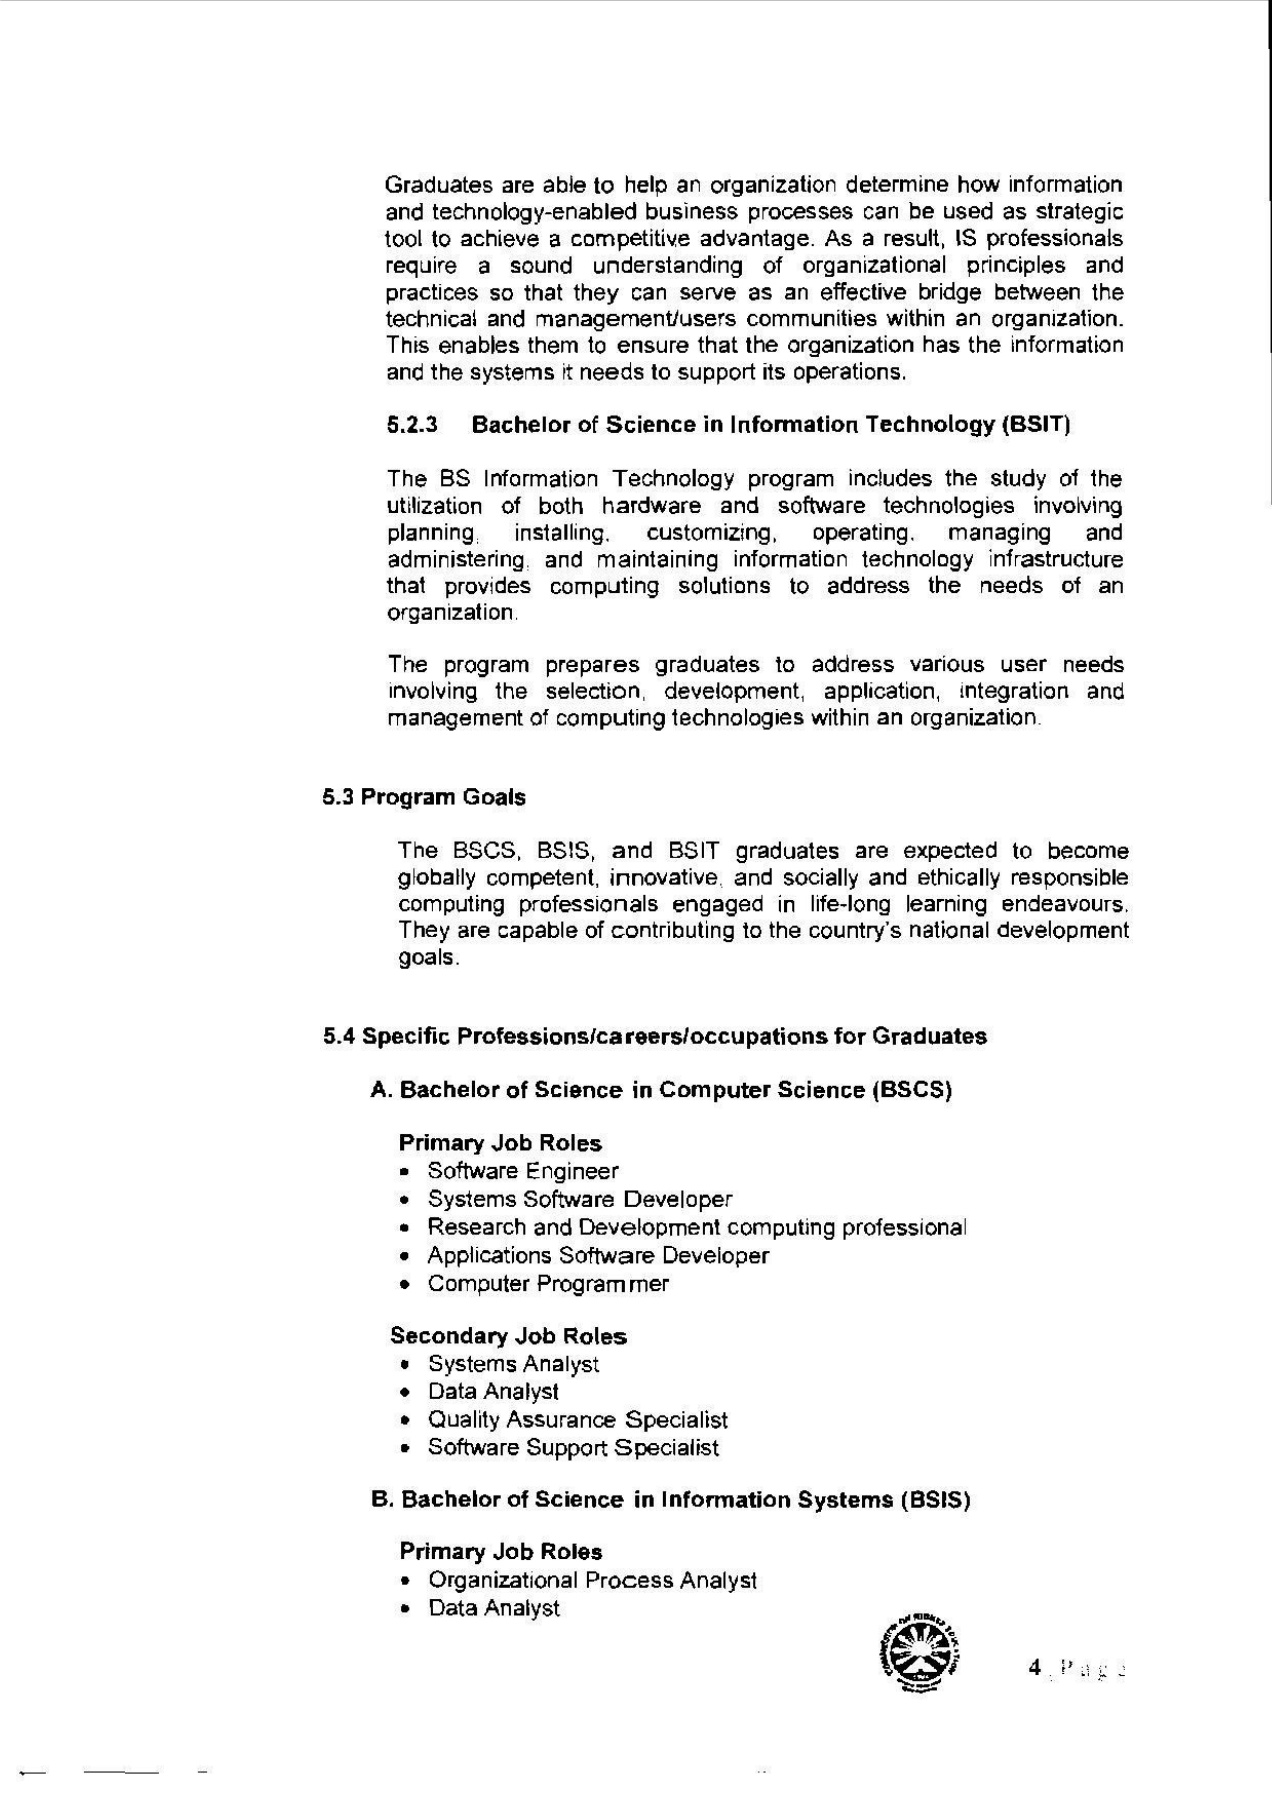 Graduates are able to help an organization determine how information
and technology-enabled business processes can be used as strategic
tool to achieve a competitive advantage. As a result, IS professionals
require a sound understanding of organizational principles and
practices so that they can serve as an effective bridge between the
technical and management/users communities within an organization.
This enables them to ensure that the organization has the information
and the systems it needs to support its operations.
5.2.3 Bachelor of Science in Information Technology (BSIT)
The BS Information Technology program includes the study of the
utilization of both hardware and software technologies involving
planning, installing, customizing, operating, managing and
administering, and maintaining information technology infrastructure
that provides computing solutions to address the needs of an
organization.
The program prepares graduates to address various user needs
involving the selection, development, application, integration and
management of computing technologies within an organization.
5.3 Program Goals
The BSCS, BSIS, and BSIT graduates are expected to become
globally competent, innovative, and socially and ethically responsible
computing professionals engaged in life-long learning endeavours.
They are capable of contributing to the country's national development
goals.
5.4 Specific Professions/careers/occupations for Graduates
A. Bachelor of Science in Computer Science (BSCS)
Primary Job Roles
• Software Engineer
• Systems Software Developer
• Research and Development computing professional
• Applications Software Developer
• Computer Programmer
Secondary Job Roles
• Systems Analyst
• Data Analyst
• Quality Assurance Specialist
• Software Support Specialist
B. Bachelor of Science in Information Systems (BSIS)
Primary Job Roles
• Organizational Process Analyst
• Data Analyst
4 | Page